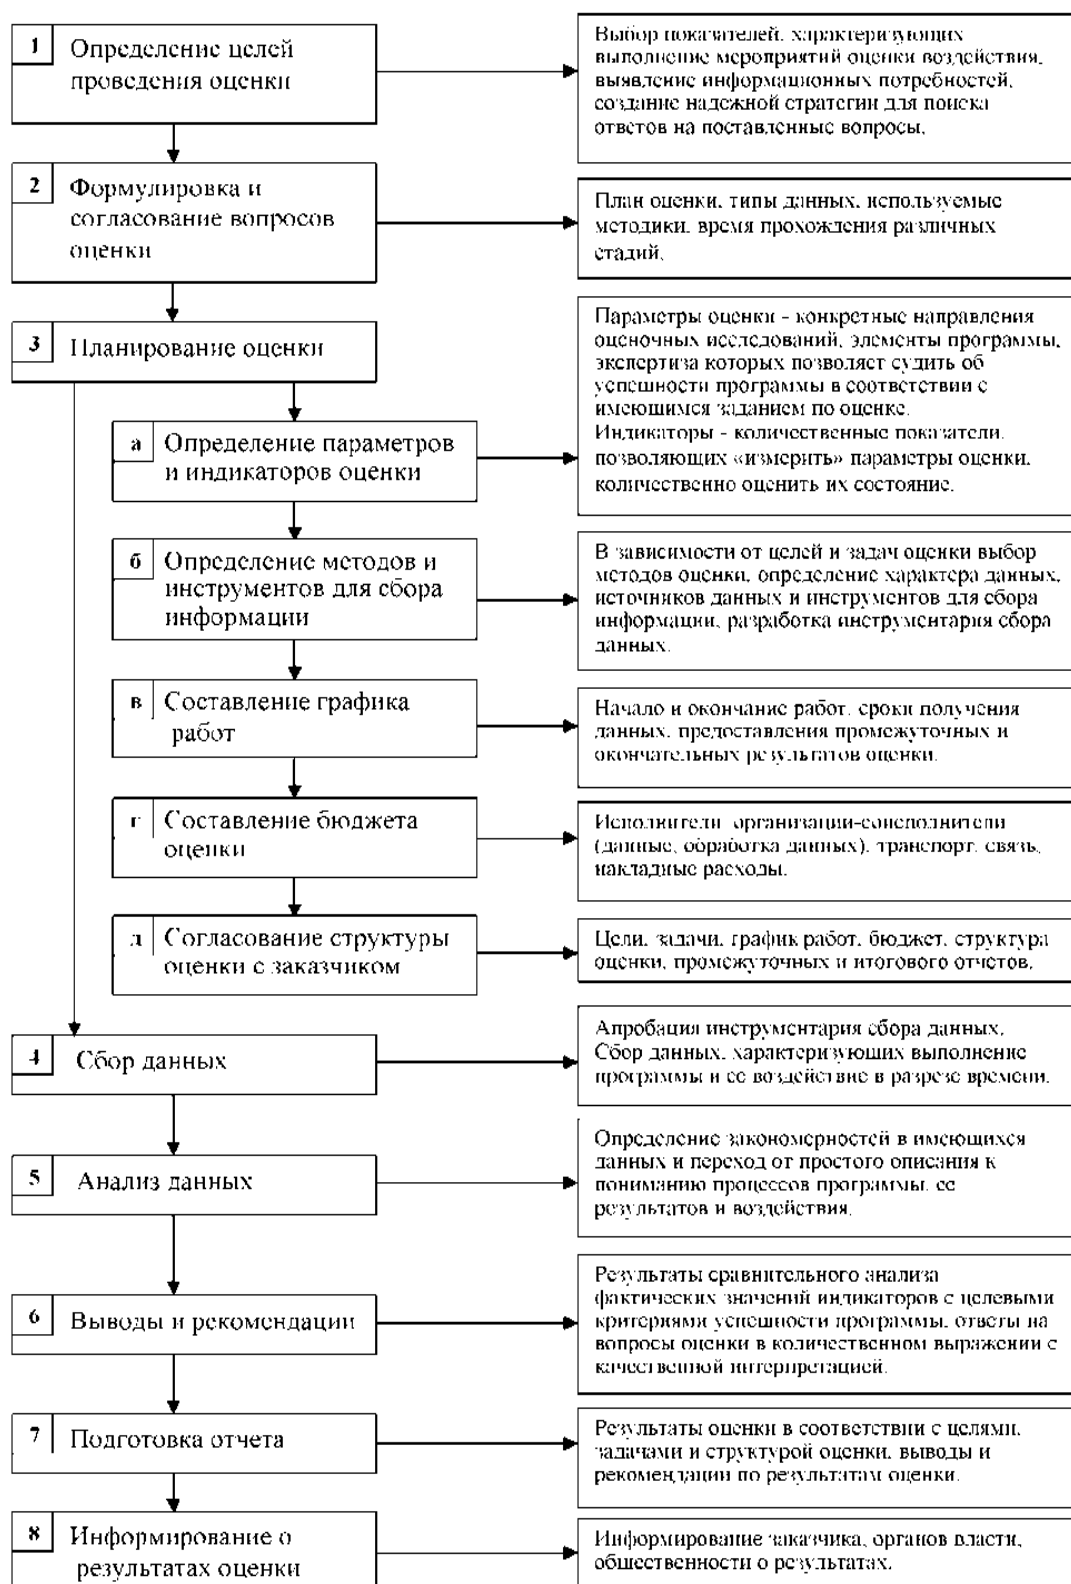 1
Определение целей
проведения оценки
Выбор показателей, характеризующих
выполнение мероприятий оценки воздействия,
выявление информационных потребностей,
создание надежной стратегии для поиска
ответов на поставленные вопросы.
2
Формулировка и
согласование вопросов
оценки
План оценки, типы данных, используемые
методики, время прохождения различных
стадий.
3
Планирование оценки
Параметры оценки - конкретные направления
оценочных исследований, элементы программы,
экспертиза которых позволяет судить об
успешности программы в соответствии с
имеющимся заданием по оценке.
Индикаторы - количественные показатели,
позволяющих «измерить» параметры оценки,
количественно оценить их состояние.
а
Определение параметров
и индикаторов оценки
б
Определение методов и
инструментов для сбора
информации
В зависимости от целей и задач оценки выбор
методов оценки, определение характера данных,
источников данных и инструментов для сбора
информации, разработка инструментария сбора
данных.
в
Составление графика
работ
Начало и окончание работ, сроки получения
данных, предоставления промежуточных и
окончательных результатов оценки.
г
Составление бюджета
оценки
Исполнители организации-соисполнители
(данные, обработка данных), транспорт, связь,
накладные расходы.
д
Согласование структуры
оценки с заказчиком
Цели, задачи, график работ, бюджет, структура
оценки, промежуточных и итогового отчетов.
4
Сбор данных
Апробация инструментария сбора данных.
Сбор данных, характеризующих выполнение
программы и ее воздействие в разрезе времени.
5
Анализ данных
Определение закономерностей в имеющихся
данных и переход от простого описания к
пониманию процессов программы, ее
результатов и воздействия.
6
Выводы и рекомендации
Результаты сравнительного анализа
фактических значений индикаторов с целевыми
критериями успешности программы, ответы на
вопросы оценки в количественном выражении с
качественной интерпретацией.
7
Подготовка отчета
Результаты оценки в соответствии с целями,
задачами и структурой оценки, выводы и
рекомендации по результатам оценки.
8
Информирование о
результатах оценки
Информирование заказчика, органов власти,
общественности о результатах.